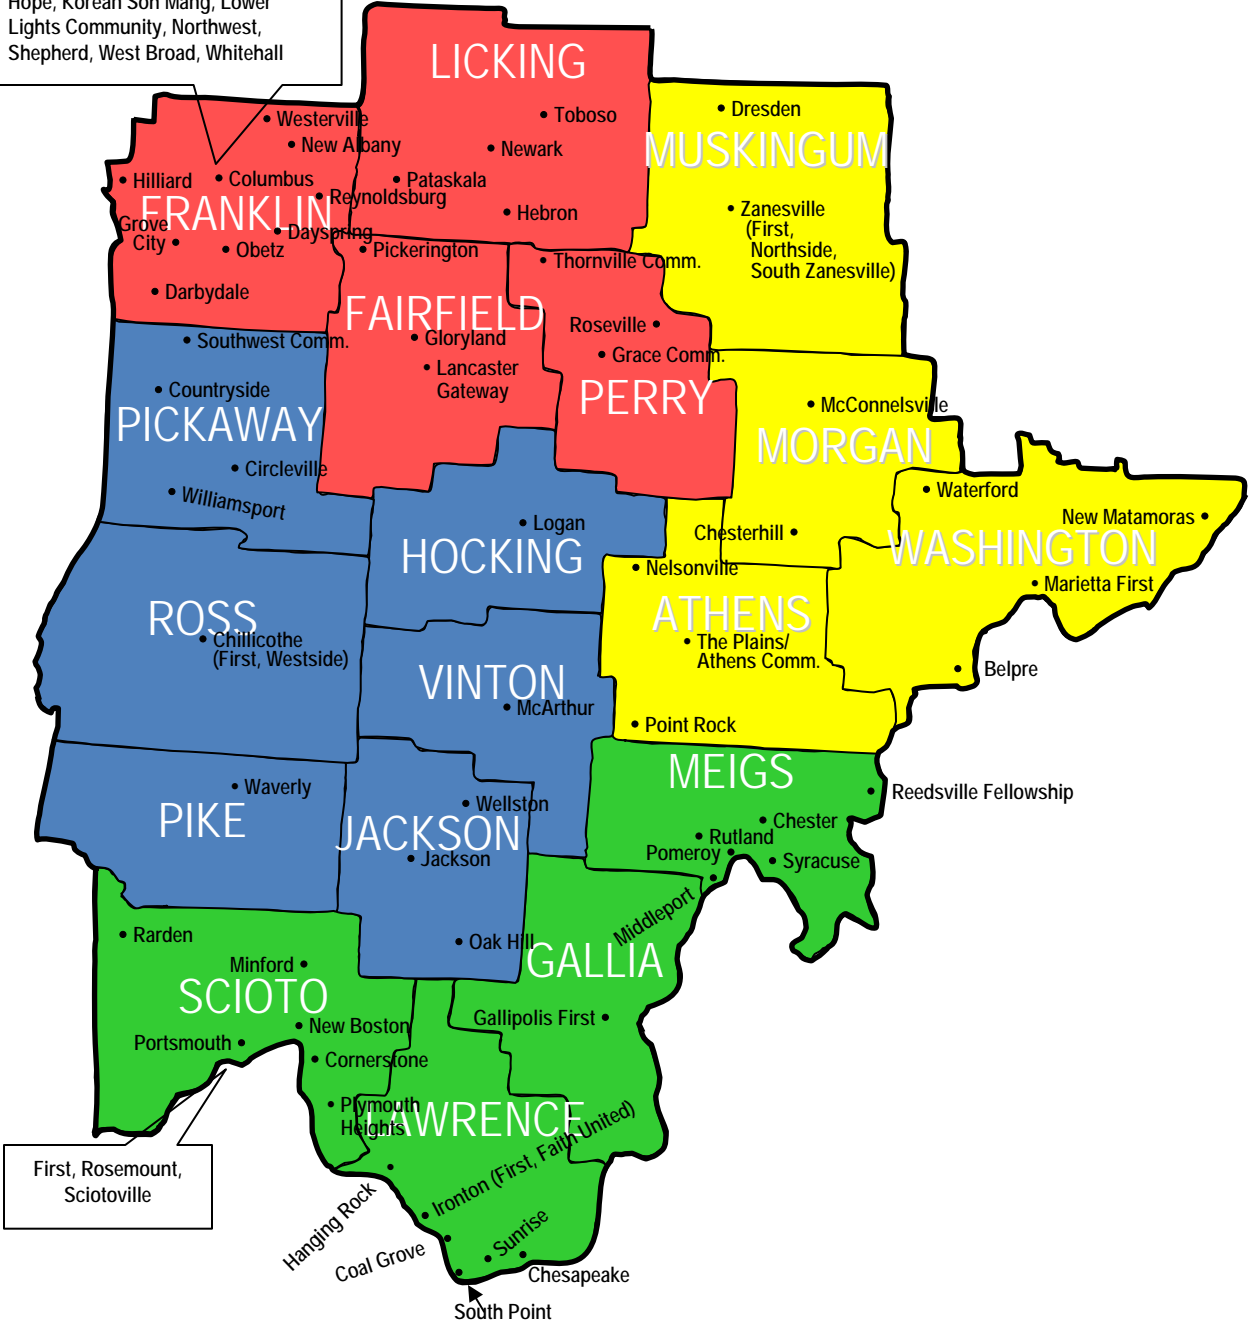 Hope, Korean Son Mang, Lower
Lights Community, Northwest,
Shepherd, West Broad, Whitehall
LICKING
Toboso
Newark
Pataskala
Hebron
Westerville
New Albany
Hilliard
Columbus
Reynoldsburg
FRANKLIN
Grove
City
Dayspring
Obetz
Darbydale
Dresden
MUSKINGUM
Zanesville
(First,
Northside,
South Zanesville)
Pickerington
FAIRFIELD
Gloryland
Lancaster
Gateway
Thornville Comm.
Roseville
Grace Comm.
PERRY
Southwest Comm.
Countryside
PICKAWAY
Circleville
Williamsport
McConnelsville
MORGAN
Chesterhill
Waterford
New Matamoras
WASHINGTON
Marietta First
Belpre
Logan
HOCKING
Nelsonville
ATHENS
The Plains/
Athens Comm.
Point Rock
ROSS
Chillicothe
(First, Westside)
VINTON
McArthur
MEIGS
Reedsville Fellowship
Chester
Rutland
Pomeroy
Syracuse
Middleport
Waverly
PIKE
Wellston
JACKSON
Jackson
Oak Hill
GALLIA
Gallipolis First
Rarden
Minford
SCIOTO
New Boston
Portsmouth
Cornerstone
Plymouth
Heights
LAWRENCE
First, Rosemount,
Sciotoville
Hanging Rock
Ironton (First, Faith United)
Coal Grove
Sunrise
Chesapeake
South Point